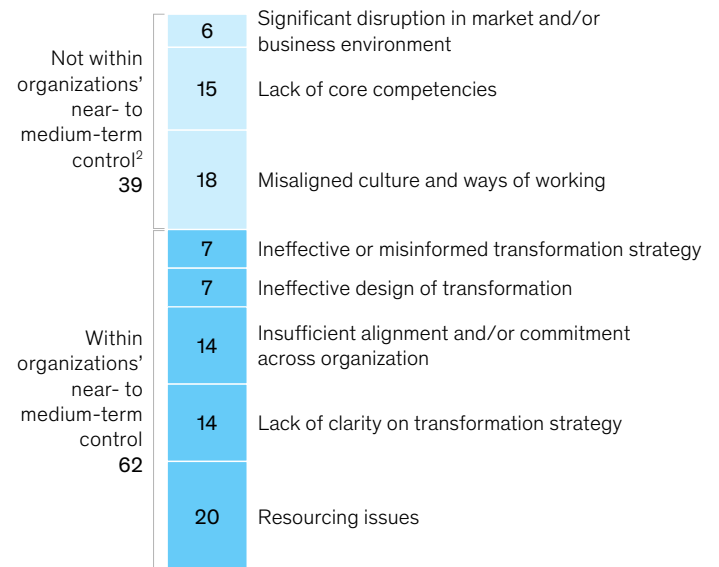 Not within
organizations'
near- to
medium-term
control²
39
6
Significant disruption in market and/or
business environment
15
Lack of core competencies
18
Misaligned culture and ways of working
Within
organizations'
near- to
medium-term
control
62
7
Ineffective or misinformed transformation strategy
7
Ineffective design of transformation
14
Insufficient alignment and/or commitment
across organization
14
Lack of clarity on transformation strategy
20
Resourcing issues